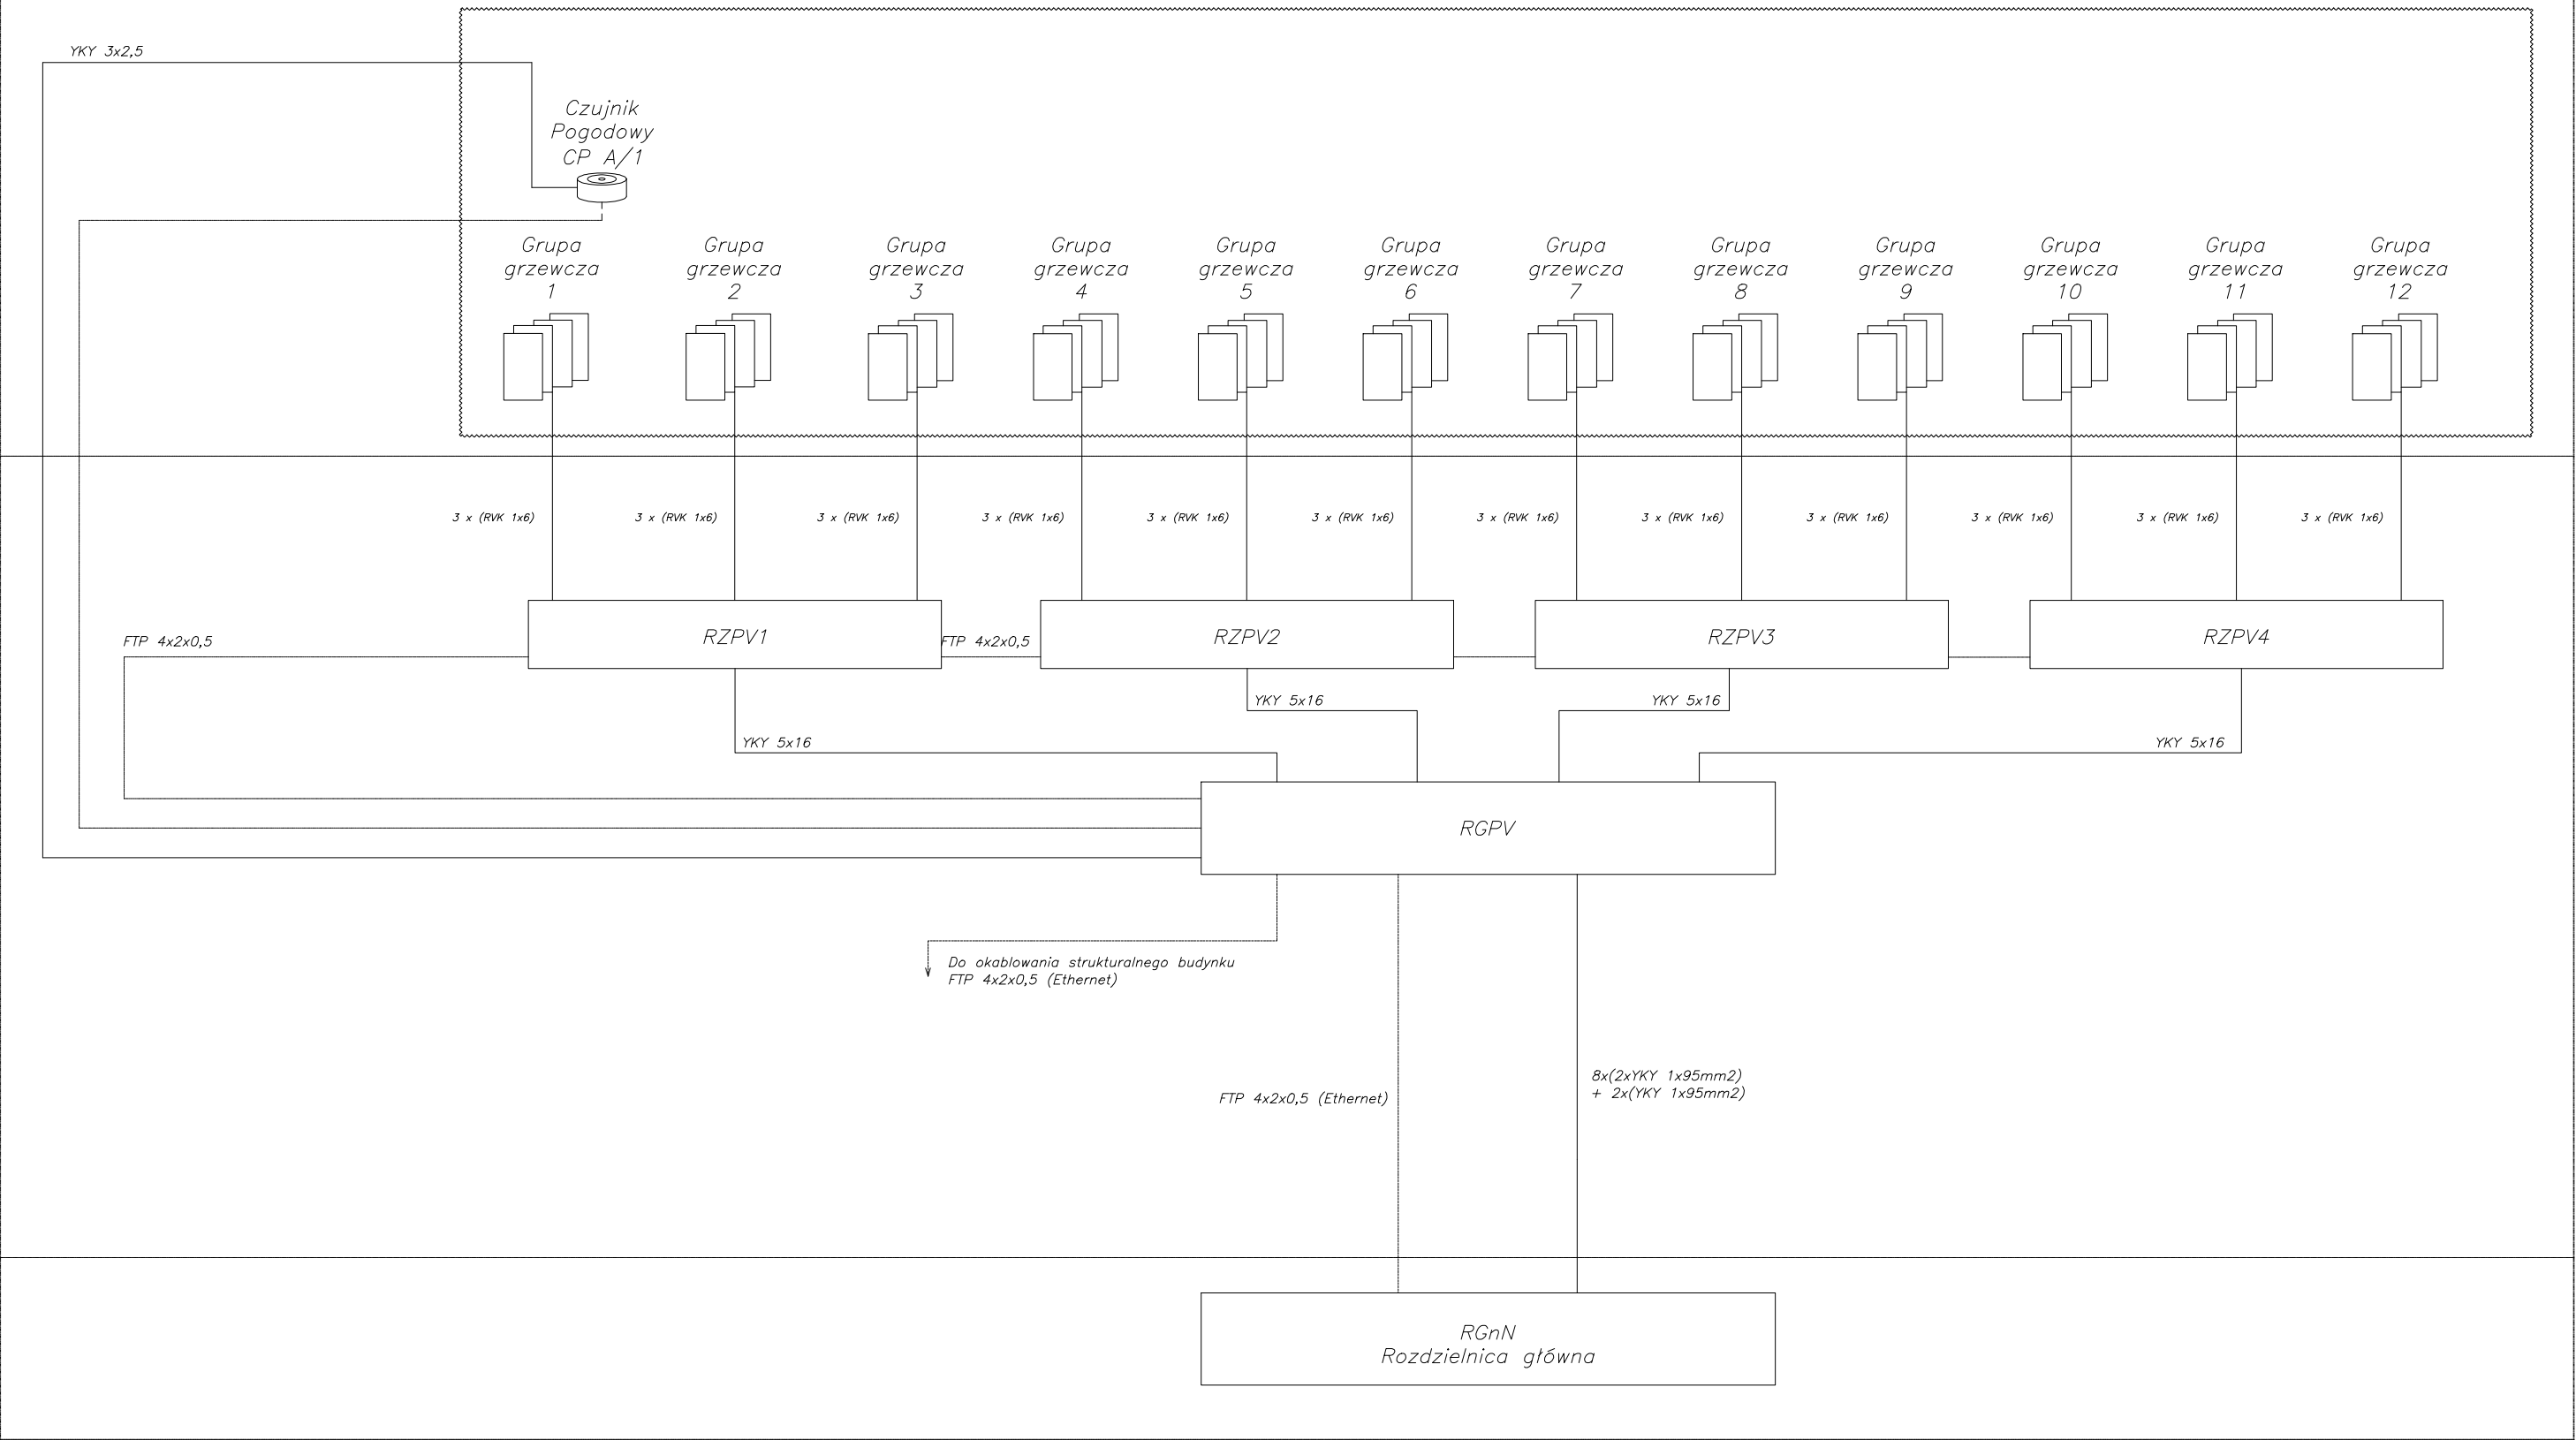 YKY 3x2,5
Czujnik
Pogodowy
CP A/1
Grupa
grzewcza
1
Grupa
grzewcza
2
Grupa
grzewcza
3
Grupa
grzewcza
4
Grupa
grzewcza
5
Grupa
grzewcza
6
Grupa
grzewcza
7
Grupa
grzewcza
8
Grupa
grzewcza
9
Grupa
grzewcza
10
Grupa
grzewcza
11
Grupa
grzewcza
12
3 x (RVK 1x6)
3 x (RVK 1x6)
3 x (RVK 1x6)
3 x (RVK 1x6)
3 x (RVK 1x6)
3 x (RVK 1x6)
3 x (RVK 1x6)
3 x (RVK 1x6)
3 x (RVK 1x6)
3 x (RVK 1x6)
3 x (RVK 1x6)
3 x (RVK 1x6)
FTP 4x2x0,5
RZPV1
FTP 4x2x0,5
RZPV2
RZPV3
RZPV4
YKY 5x16
YKY 5x16
YKY 5x16
YKY 5x16
RGPV
Do okablowania strukturalnego budynku
FTP 4x2x0,5 (Ethernet)
FTP 4x2x0,5 (Ethernet)
8x(2xYKY 1x95mm2)
+ 2x(YKY 1x95mm2)
RGnN
Rozdzielnica główna